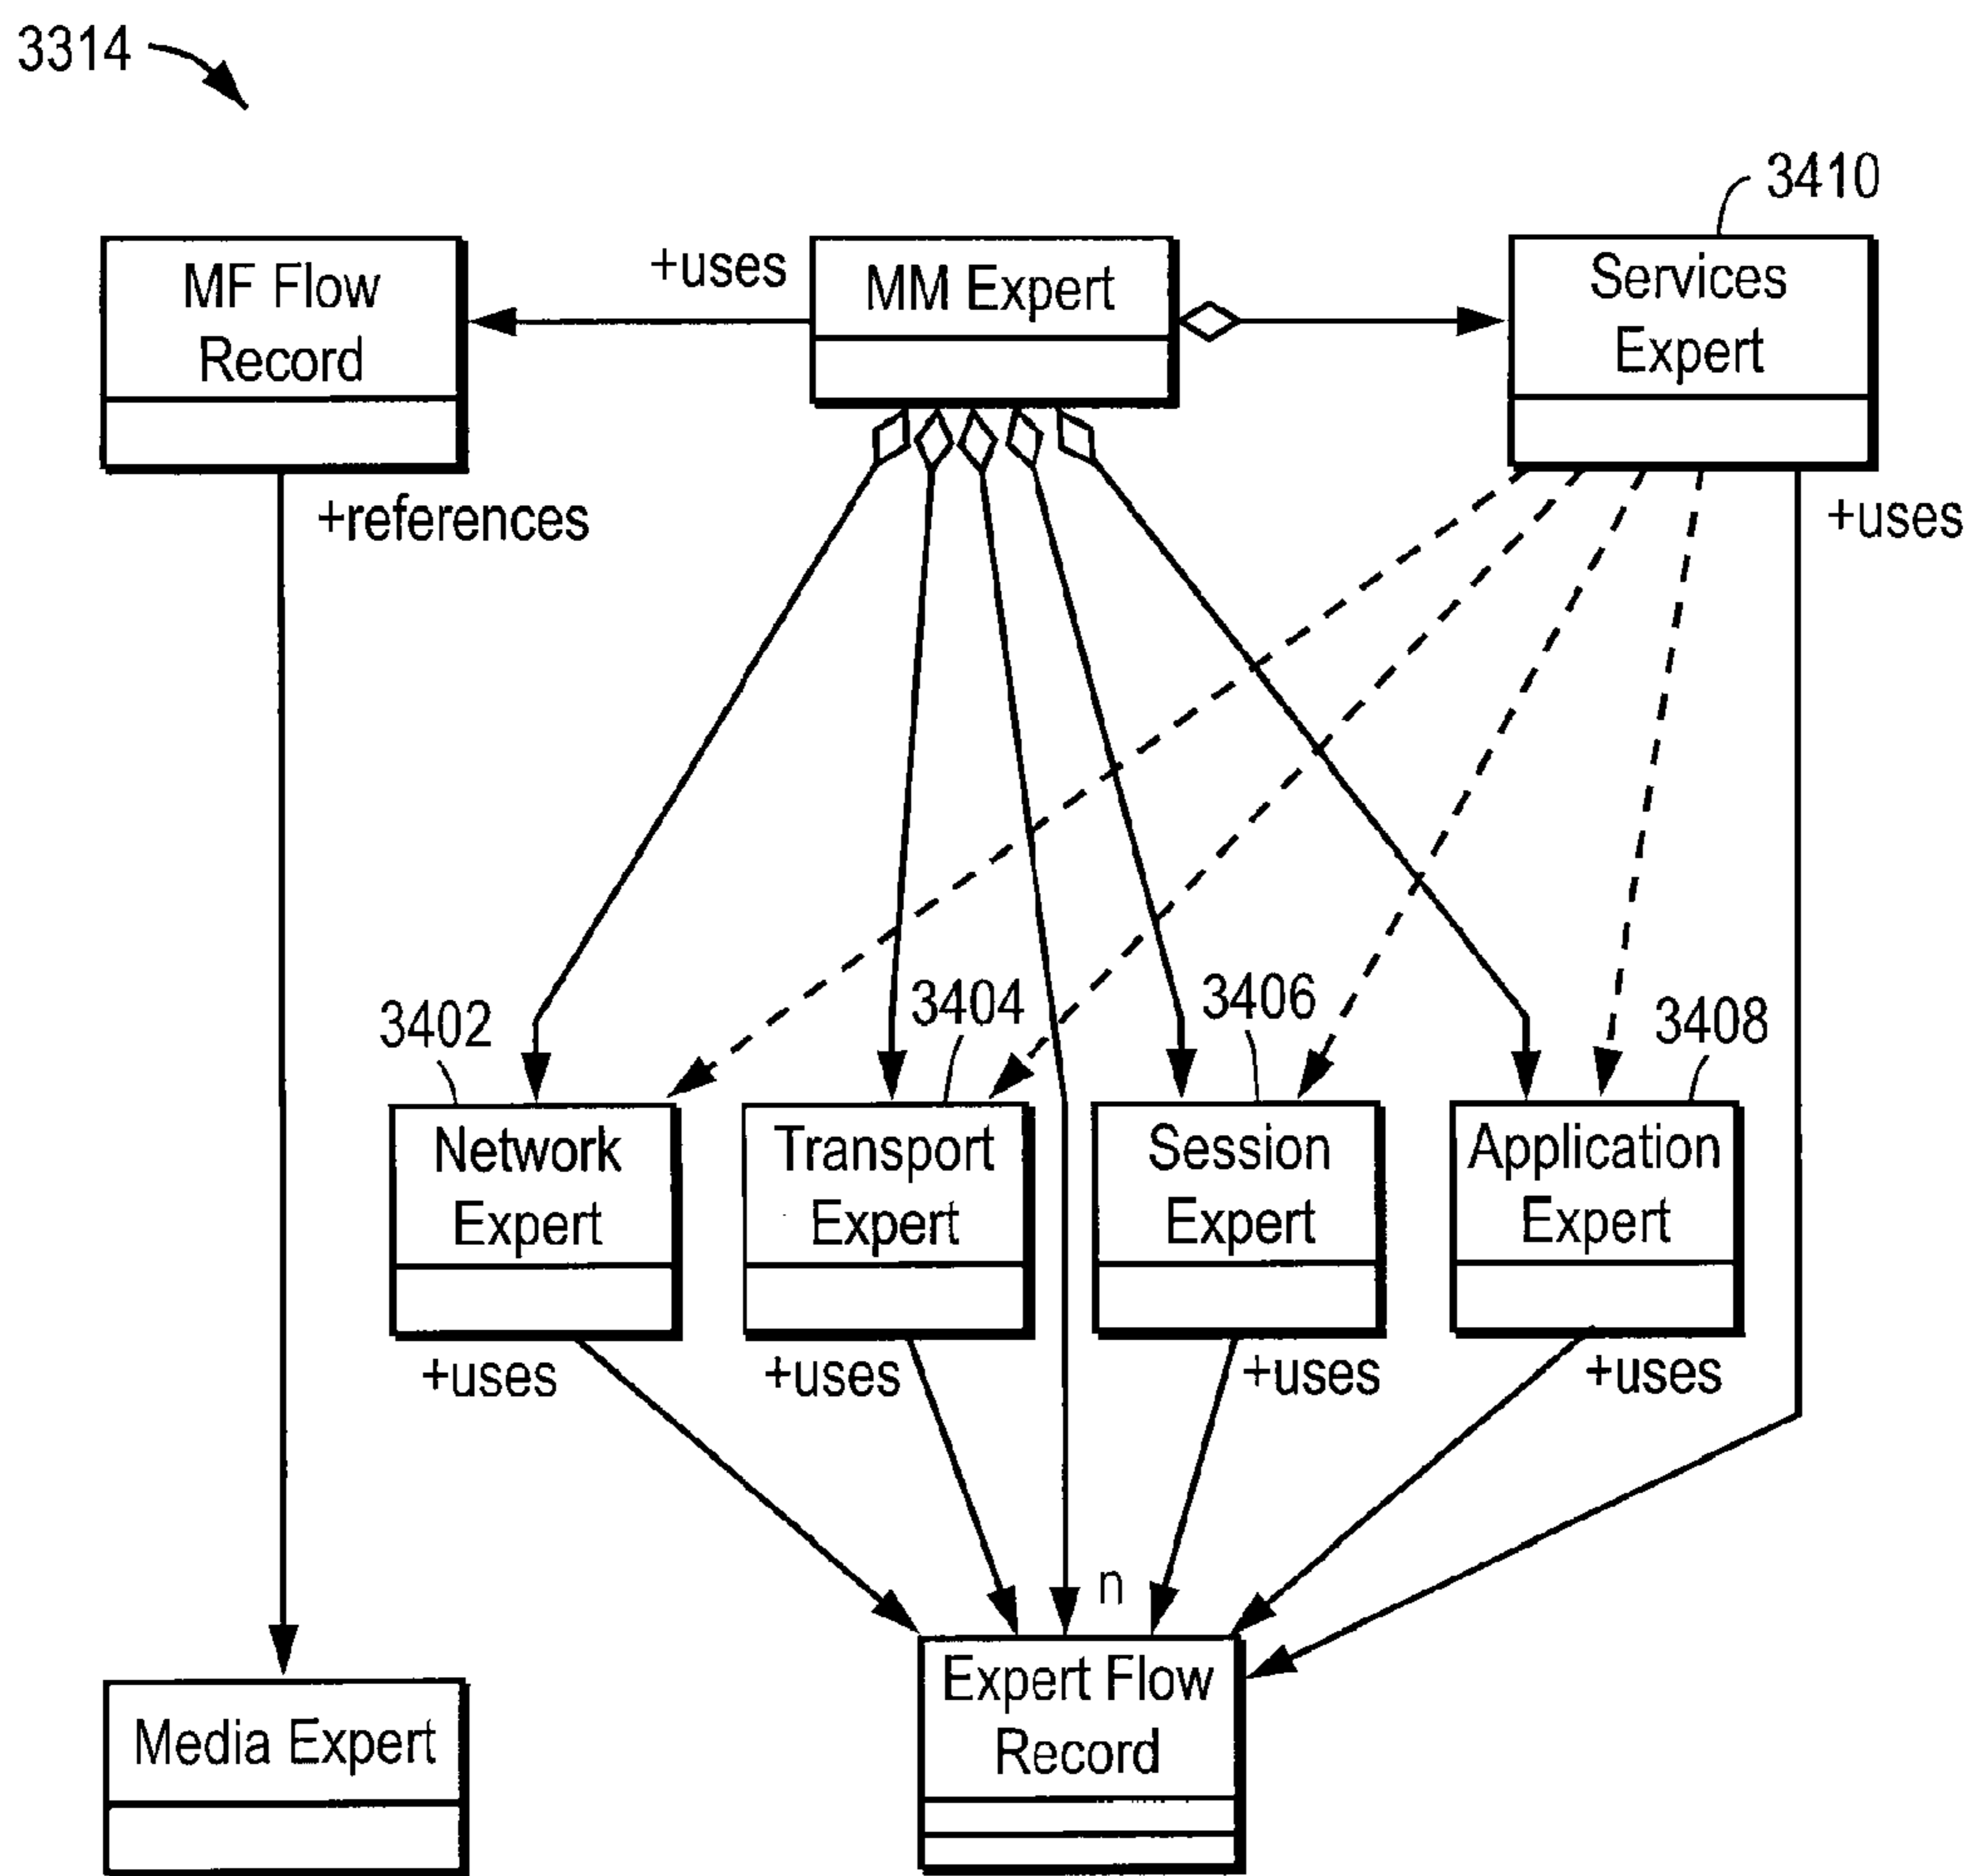 3314
3410
MF Flow
Record
+uses
MM Expert
Services
Expert
+references
+uses
3402
3404
3406
3408
Network
Expert
Transport
Expert
Session
Expert
Application
Expert
+uses
+uses
+uses
+uses
n
Media Expert
Expert Flow
Record